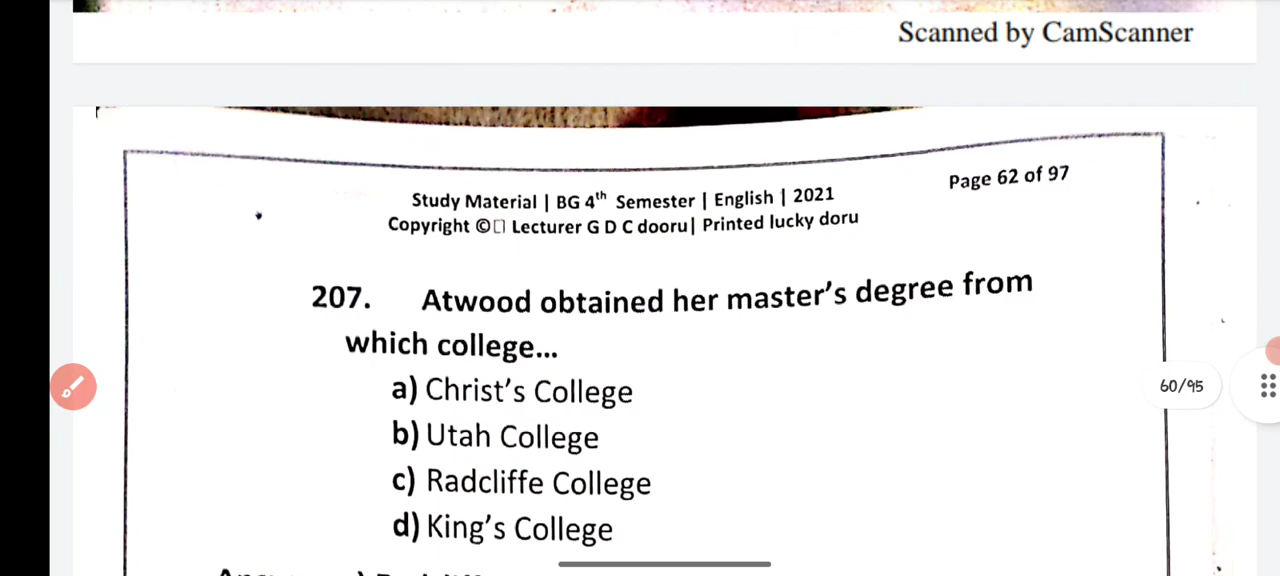 Scanned by CamScanner
Page 62 of 97
Study Material | BG 4th Semester | English | 2021
Copyright ©□ Lecturer G D C dooru| Printed lucky doru
207. Atwood obtained her master's degree from
which college...
a) Christ's College
b) Utah College
60/95
c) Radcliffe College
d) King's College